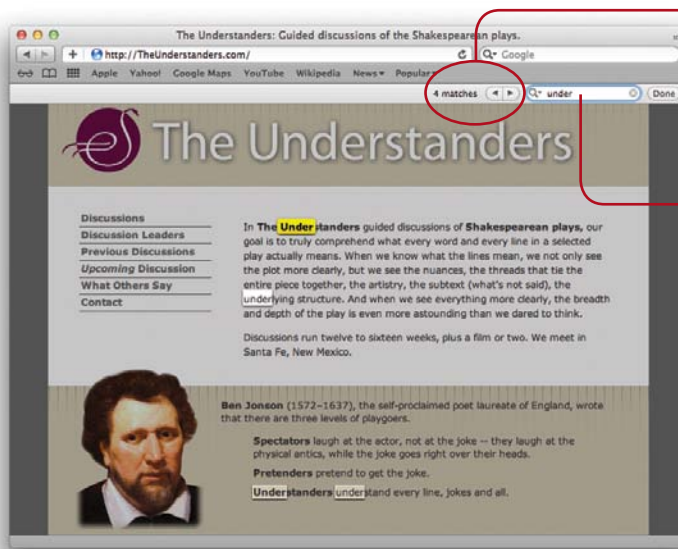 The Understanders: Guided discussions of the Shakespearean plays.
http://TheUnderstanders.com/
Google
Apple Yahoo! Google Maps YouTube Wikipedia News Popular
4 matches under Done
The Understanders
Discussions
Discussion Leaders
Previous Discussions
Upcoming Discussion
What Others Say
Contact
In The Understanders guided discussions of Shakespearean plays, our
goal is to truly comprehend what every word and every line in a selected
play actually means. When we know what the lines mean, we not only see
the plot more clearly, but we see the nuances, the threads that tie the
entire piece together, the artistry, the subtext (what's not said), the
underlying structure. And when we see everything more clearly, the breadth
and depth of the play is even more astounding than we dared to think.
Discussions run twelve to sixteen weeks, plus a film or two. We meet in
Santa Fe, New Mexico.
Ben Jonson (1572–1637), the self-proclaimed poet laureate of England, wrote
that there are three levels of playgoers.
Spectators laugh at the actor, not at the joke -- they laugh at the
physical antics, while the joke goes right over their heads.
Pretenders pretend to get the joke.
Understanders understand every line, jokes and all.